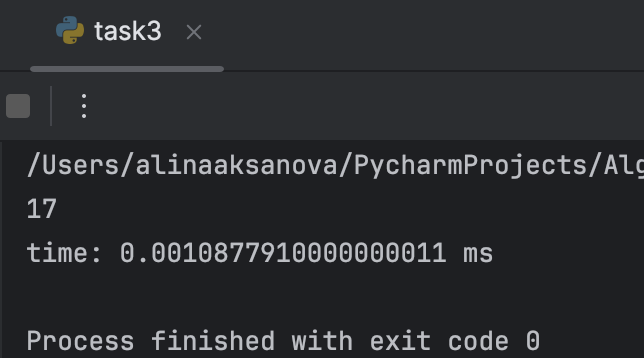 task3
/Users/alinaaksanova/PycharmProjects/Alg
17
time: 0.0010877910000000011 ms
Process finished with exit code 0